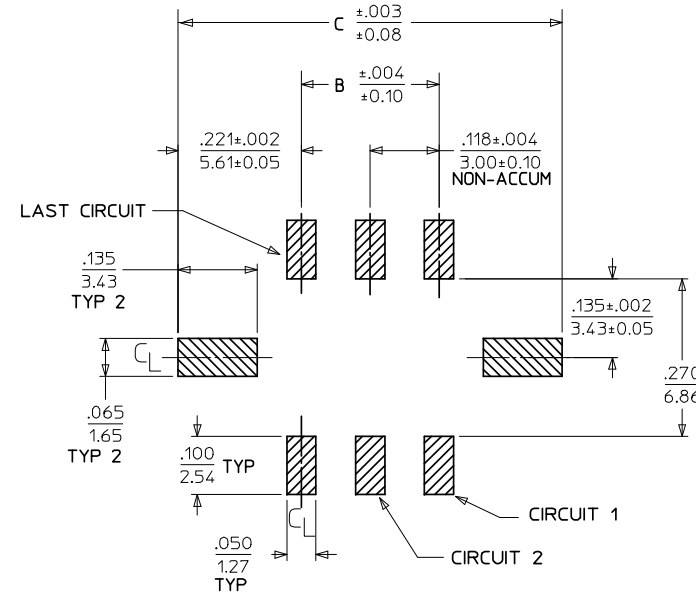 C ±.003
±0.08
B ±.004
±0.10
.221±.002
5.61±0.05
.118±.004
3.00±0.10
NON-ACCUM
LAST CIRCUIT
.135
3.43
TYP 2
.135±.002
3.43±0.05
CL
.270
6.86
.065
1.65
TYP 2
.100
2.54
TYP
CL
CIRCUIT 1
.050
1.27
TYP
CIRCUIT 2